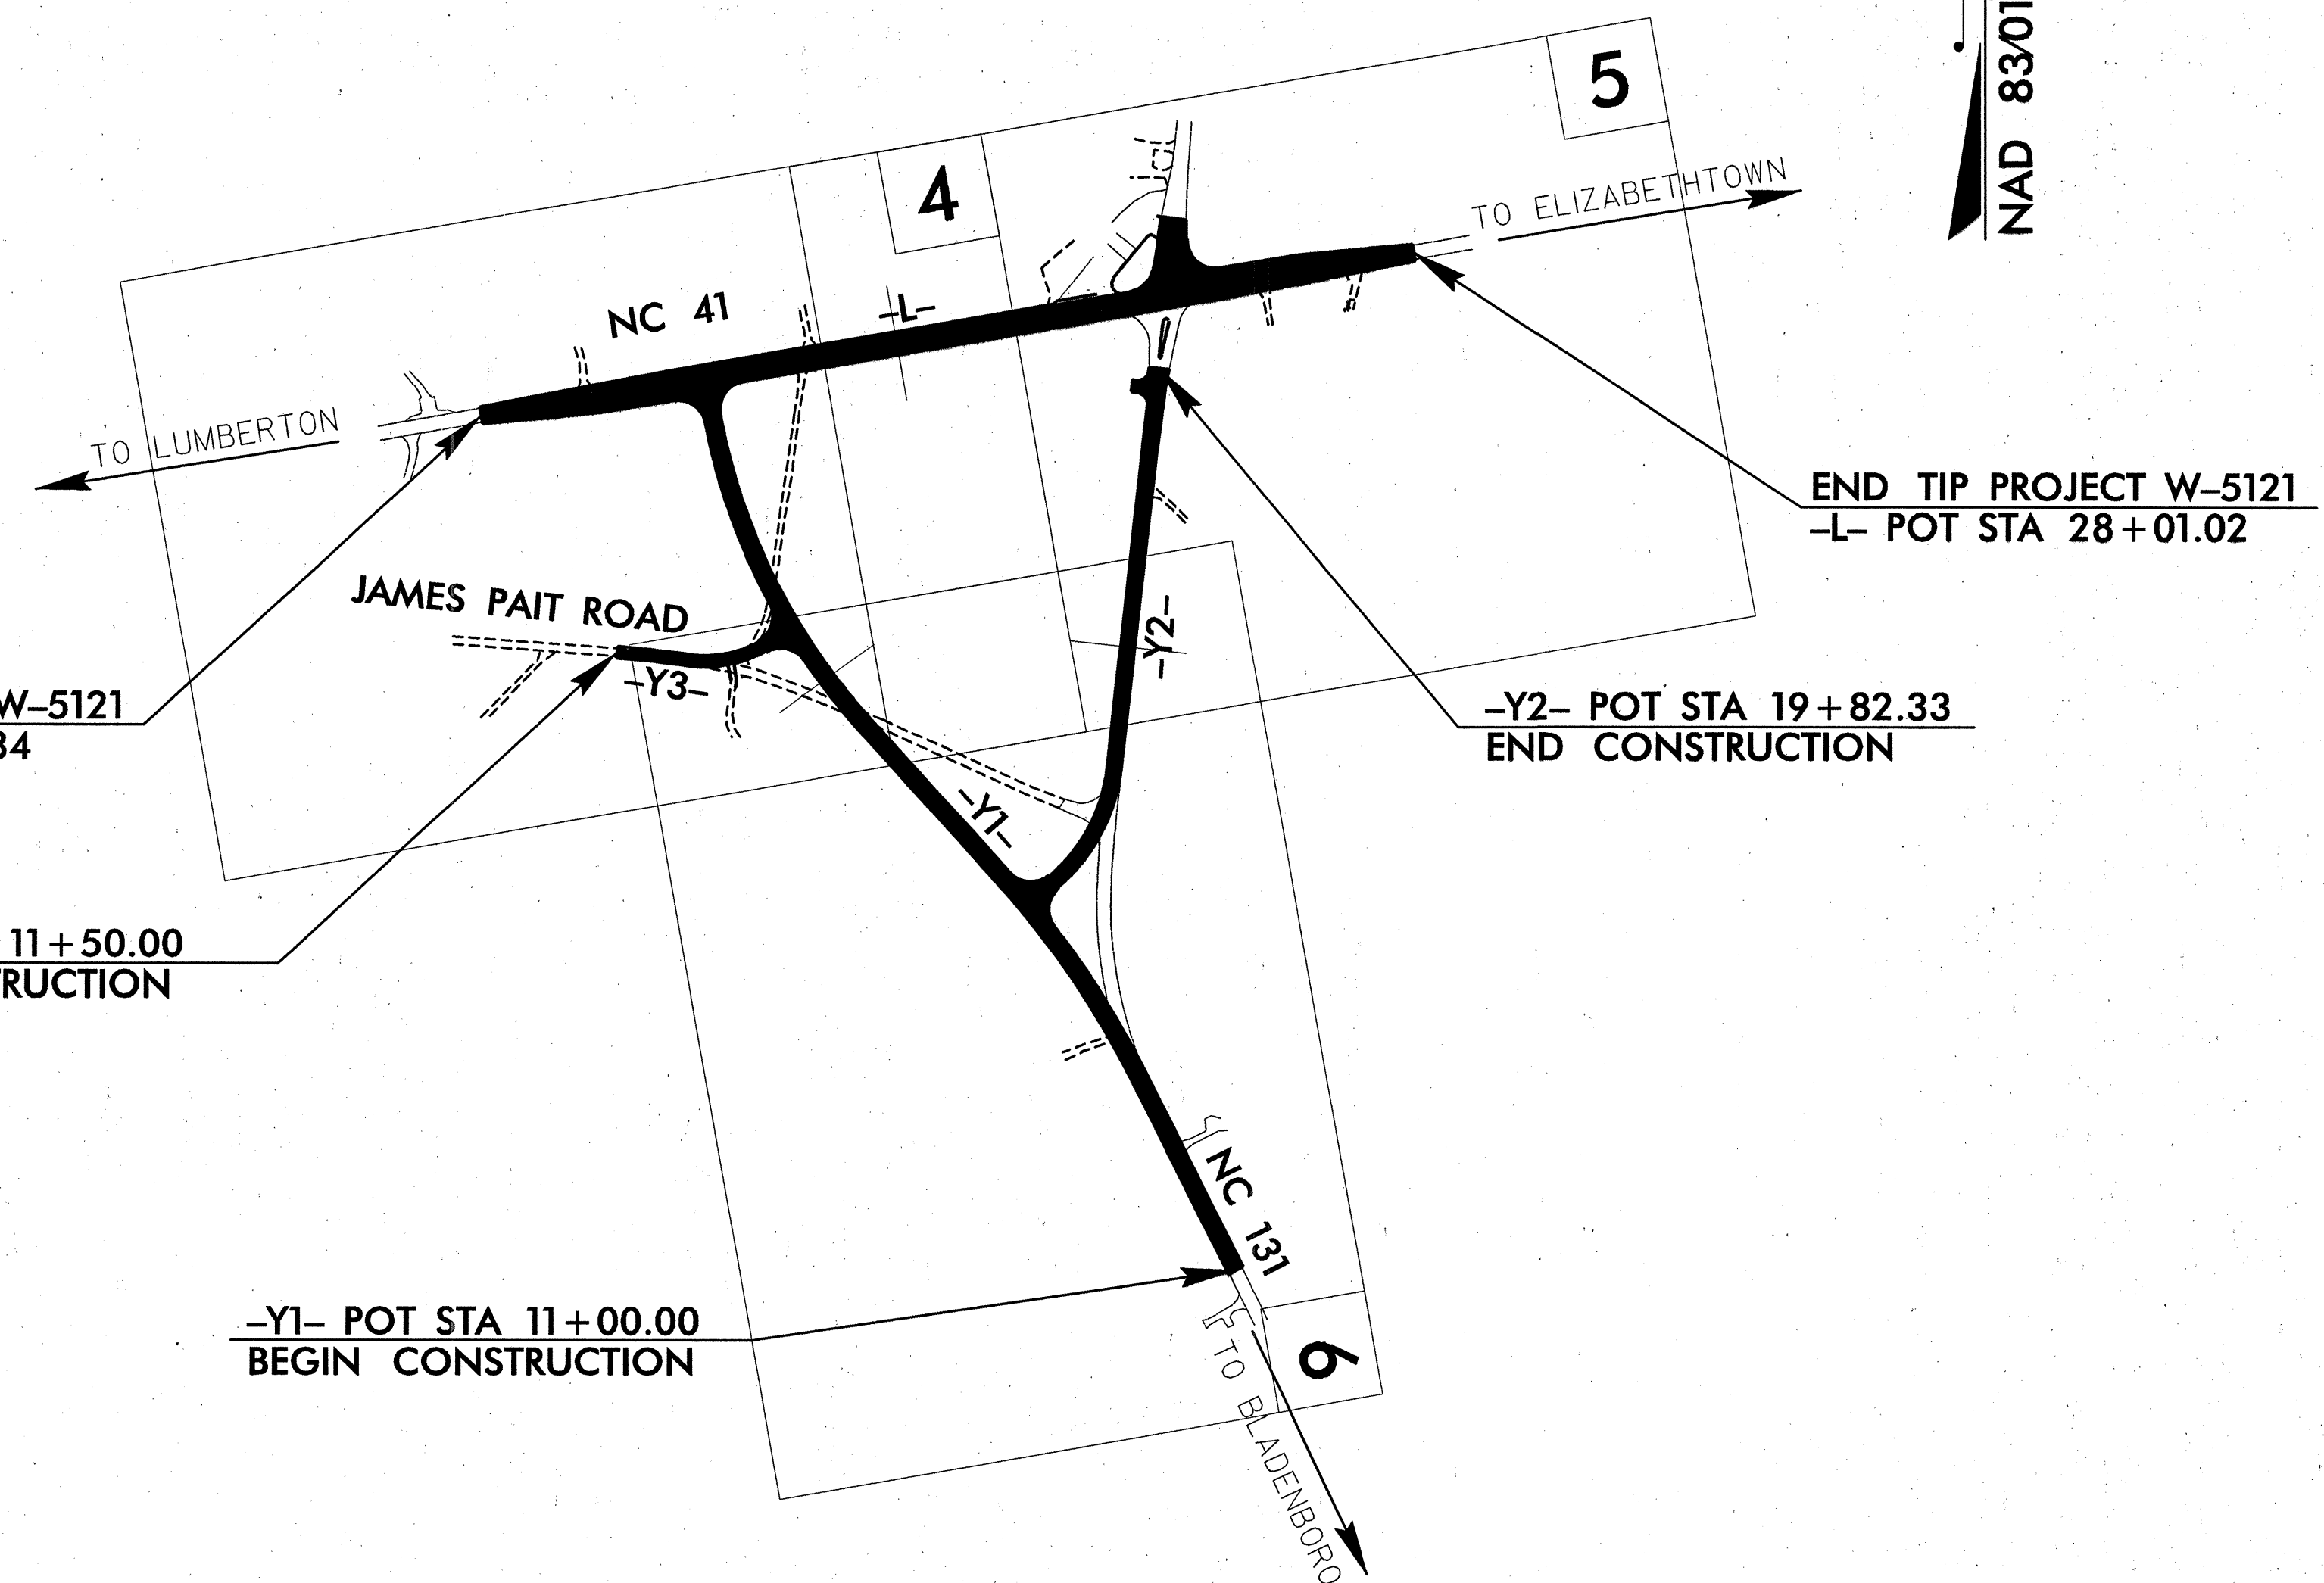 NAD 83/01
5
4
TO ELIZABETHTOWN
NC 41
-L-
TO LUMBERTON
END TIP PROJECT W-5121
-L- POT STA 28+01.02
JAMES PAIT ROAD
-Y3-
-Y2-
W-5121
34
-Y2- POT STA 19+82.33
END CONSTRUCTION
-Y1-
11+50.00
RUCTION
NC 131
-Y1- POT STA 11+00.00
BEGIN CONSTRUCTION
6
TO BLADENBORO